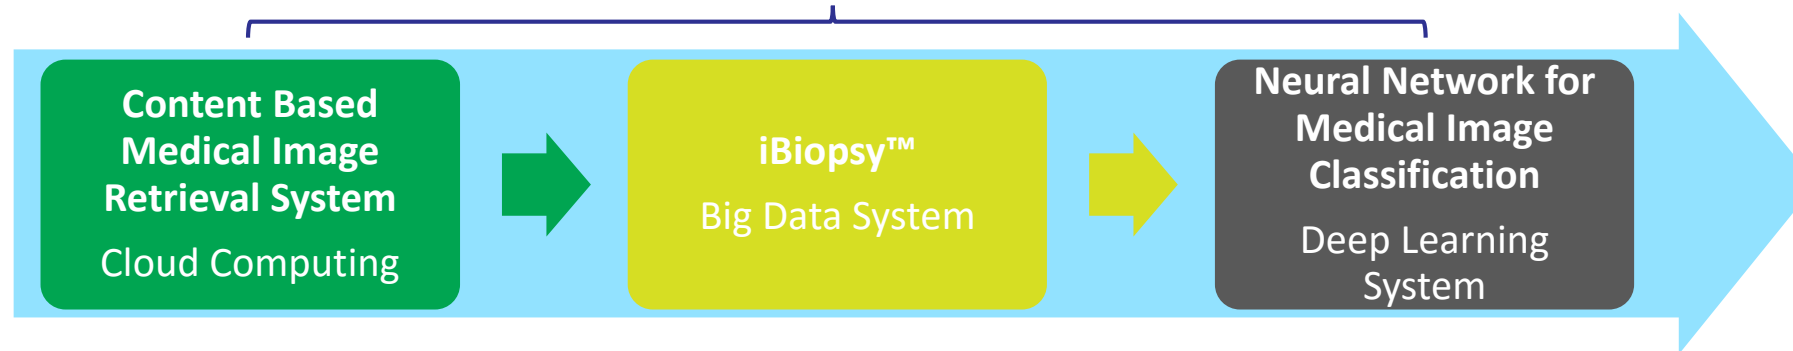 Content Based
Medical Image
Retrieval System
Cloud Computing
iBiopsy™
Big Data System
Neural Network for
Medical Image
Classification
Deep Learning
System